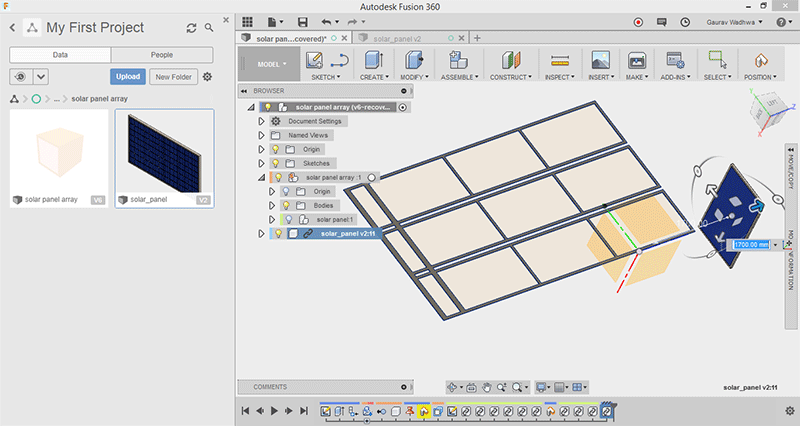 Autodesk Fusion 360
My First Project
Data
People
Upload
New Folder
... > solar panel array
solar panel array
V6
solar_panel
V2
solar pan...covered)*
solar_panel v2
Gaurav Wadhwa
MODEL
SKETCH
CREATE
MODIFY
ASSEMBLE
CONSTRUCT
INSPECT
INSERT
MAKE
ADD-INS
SELECT
POSITION
BROWSER
solar panel array (v6~recove...
Document Settings
Named Views
Origin
Sketches
solar panel array :1
Origin
Bodies
solar panel:1
solar_panel v2:11
LEFT
Z
X
MOVE/COPY
1700.00 mm
COMMENTS
solar_panel v2:11